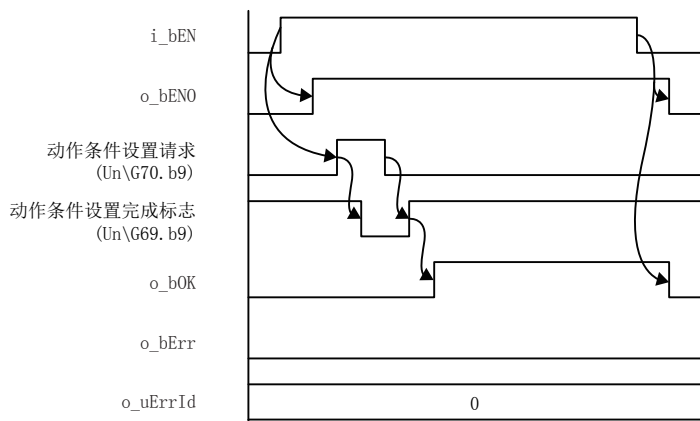 i_bEN
o_bENO
动作条件设置请求
(Un\G70.b9)
动作条件设置完成标志
(Un\G69.b9)
o_bOK
o_bErr
o_uErrId
0